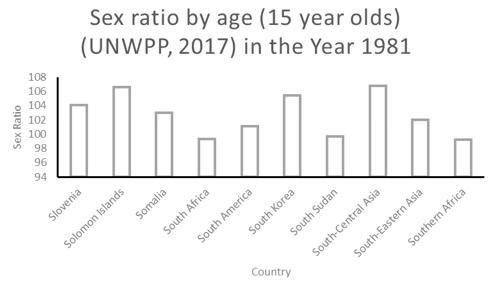 Sex ratio by age (15 year olds)
(UNWPP, 2017) in the Year 1981
108
106
104
102
100
98
96
94
Sex Ratio
Slovenia
Solomon Islands
Somalia
South Africa
South America
South Korea
South Sudan
South-Central Asia
South-Eastern Asia
Southern Africa
Country